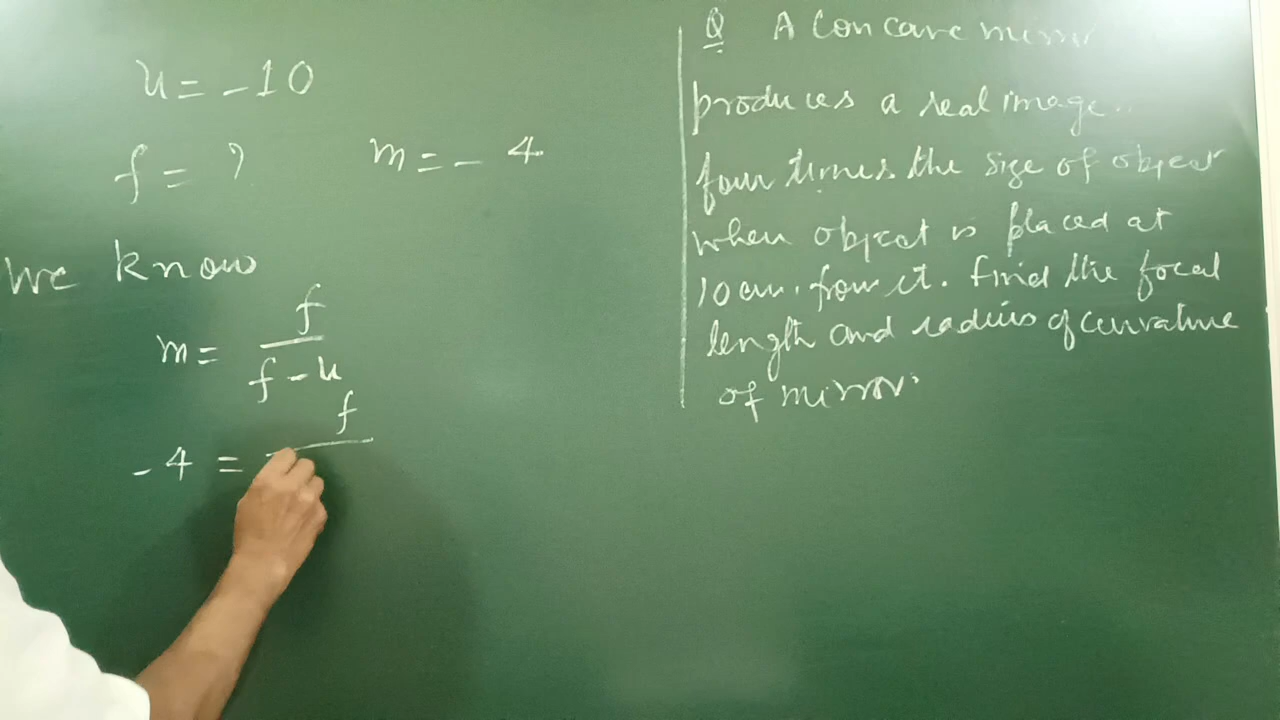 u = -10
f = ?
m = - 4
We know
m = f / f - u
- 4 = f /
Q A Concave mirror
produces a real image..
four times the size of object
when object is placed at
10 cm. from it. Find the focal
length and radius of curvature
of mirror.